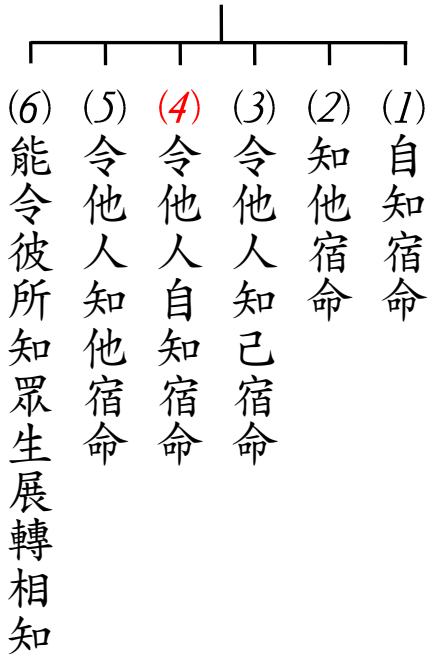 (1)自知宿命
(2)知他宿命
(3)令他人知己宿命
(4)令他人自知宿命
(5)令他人知他宿命
(6)能令彼所知眾生展轉相知